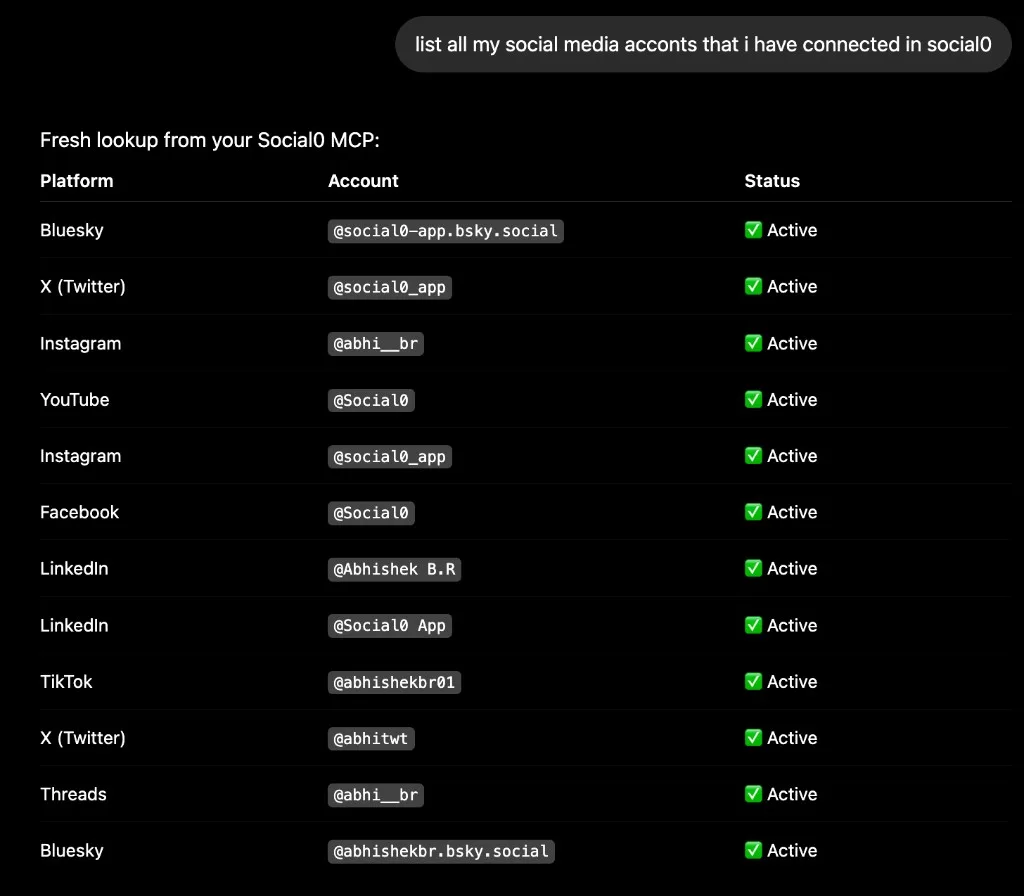 list all my social media acconts that i have connected in social0
Fresh lookup from your Social0 MCP:
Platform Account Status
Bluesky @social0-app.bsky.social ✅ Active
X (Twitter) @social0_app ✅ Active
Instagram @abhi__br ✅ Active
YouTube @Social0 ✅ Active
Instagram @social0_app ✅ Active
Facebook @Social0 ✅ Active
LinkedIn @Abhishek B.R ✅ Active
LinkedIn @Social0 App ✅ Active
TikTok @abhishekbr01 ✅ Active
X (Twitter) @abhitwt ✅ Active
Threads @abhi__br ✅ Active
Bluesky @abhishekbr.bsky.social ✅ Active